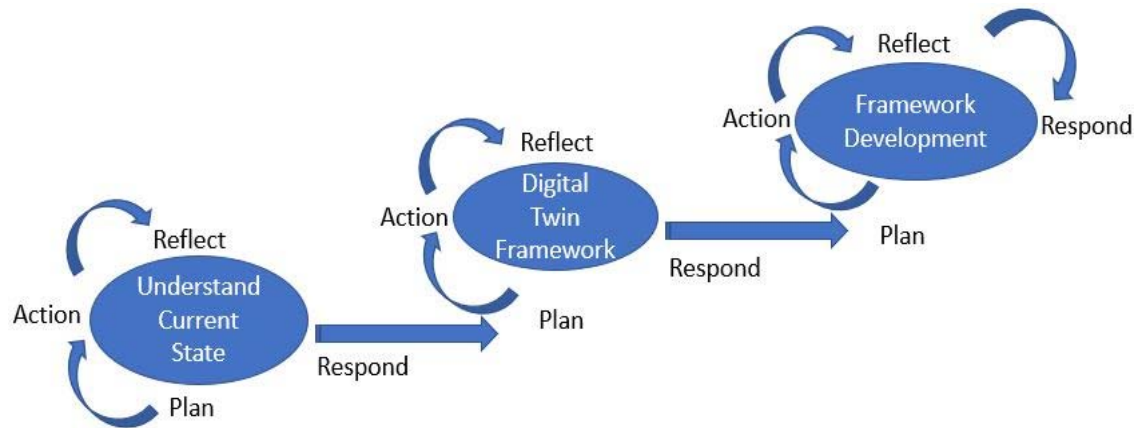 Reflect
Action
Framework
Development
Respond
Plan
Reflect
Action
Digital
Twin
Framework
Respond
Plan
Reflect
Action
Understand
Current
State
Respond
Plan